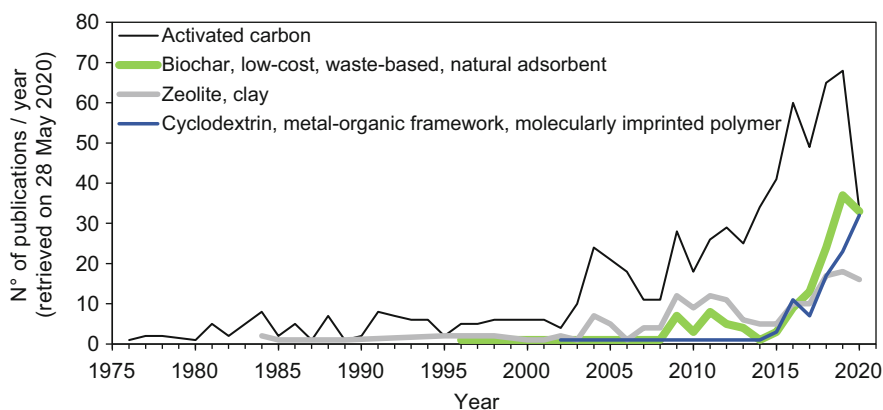 N° of publications / year
(retrieved on 28 May 2020)
80
70
60
50
40
30
20
10
0
Activated carbon
Biochar, low-cost, waste-based, natural adsorbent
Zeolite, clay
Cyclodextrin, metal-organic framework, molecularly imprinted polymer
1975 1980 1985 1990 1995 2000 2005 2010 2015 2020
Year